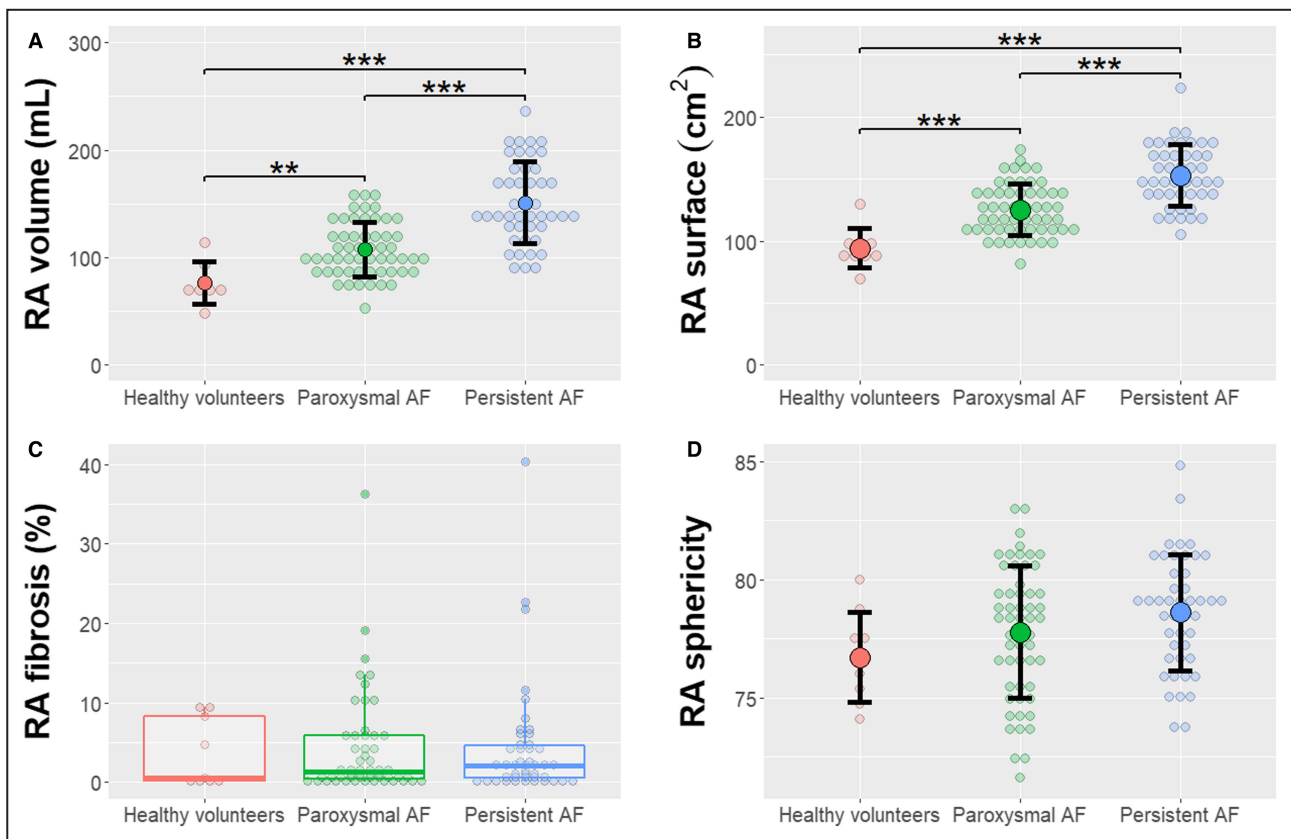 A
RA volume (mL)
300
200
100
0
***
***
**
Healthy volunteers Paroxysmal AF Persistent AF
B
RA surface (cm²)
200
100
0
***
***
***
Healthy volunteers Paroxysmal AF Persistent AF
C
RA fibrosis (%)
40
30
20
10
0
Healthy volunteers Paroxysmal AF Persistent AF
D
RA sphericity
85
80
75
Healthy volunteers Paroxysmal AF Persistent AF